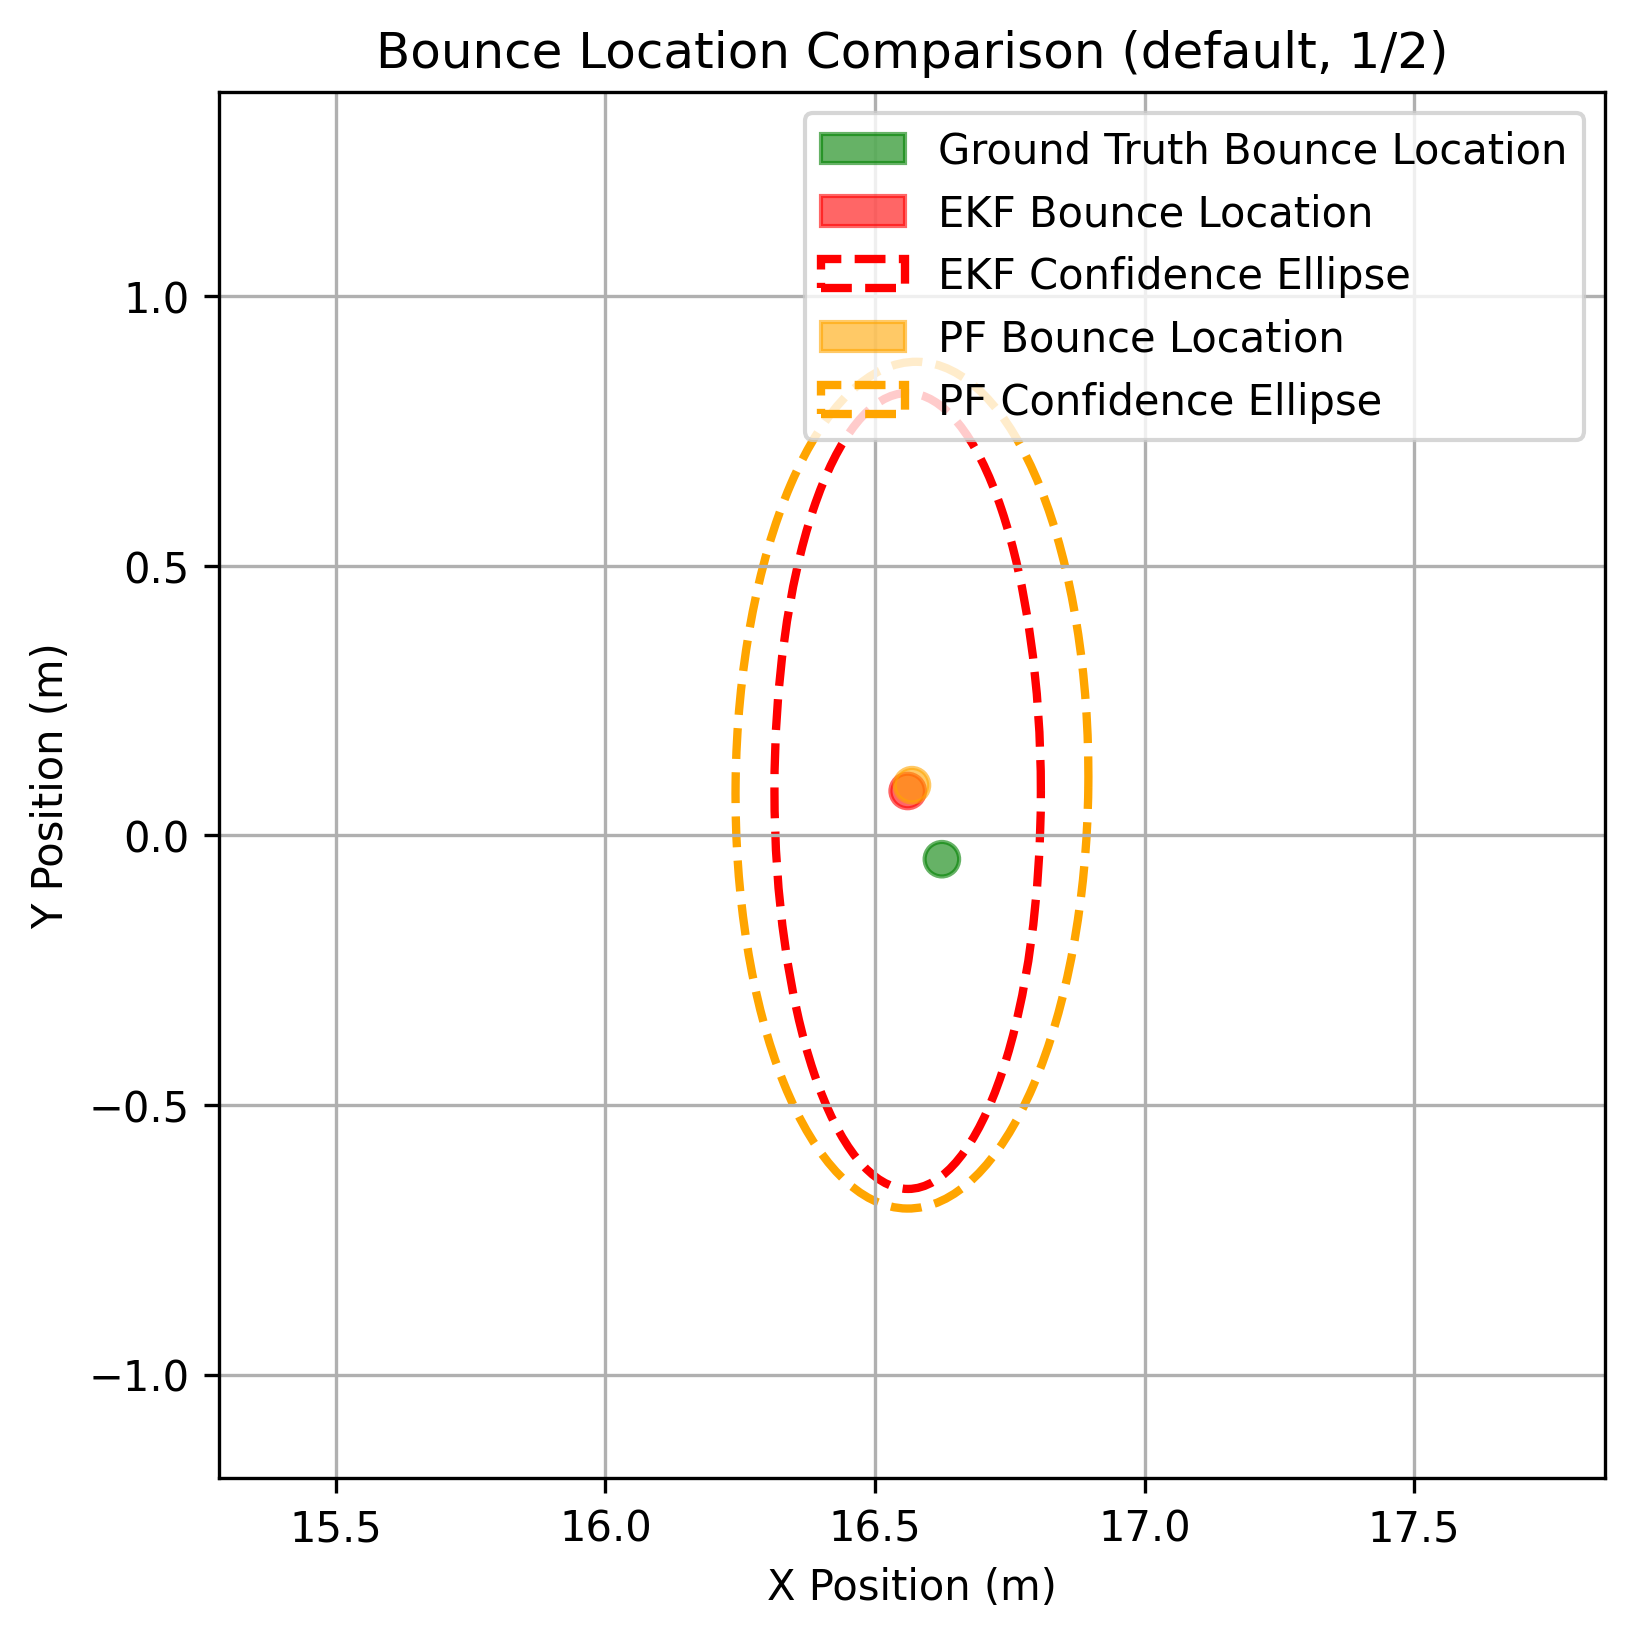 Bounce Location Comparison (default, 1/2)
Ground Truth Bounce Location
EKF Bounce Location
EKF Confidence Ellipse
PF Bounce Location
PF Confidence Ellipse
1.0
0.5
0.0
−0.5
−1.0
Y Position (m)
15.5 16.0 16.5 17.0 17.5
X Position (m)